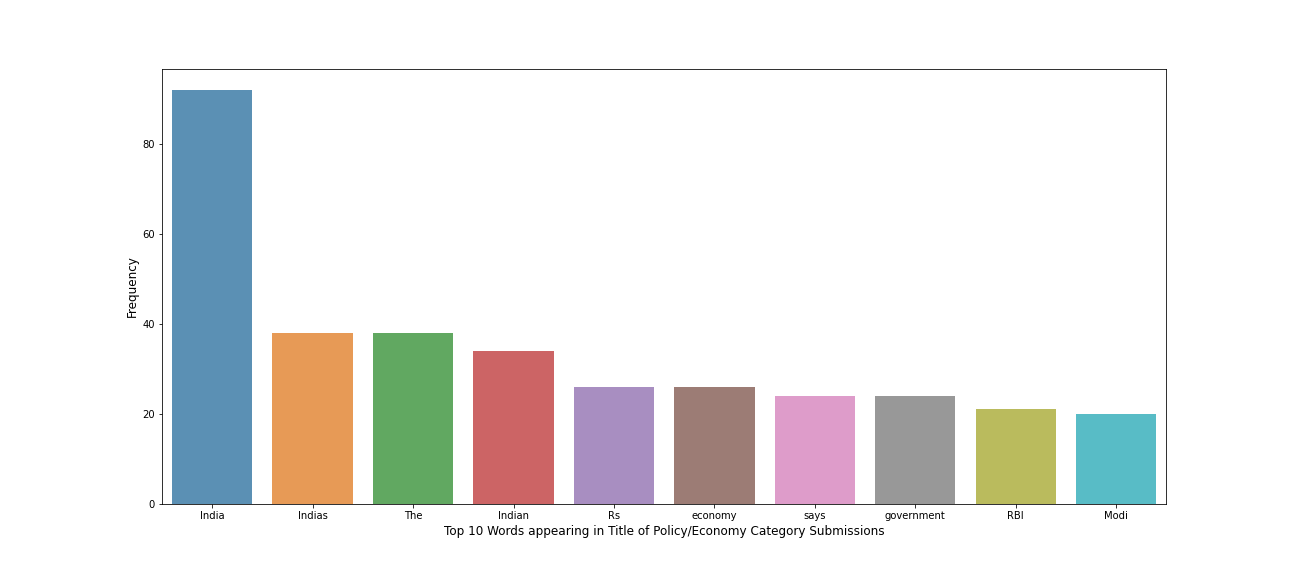 Frequency
80
60
40
20
0
India Indias The Indian Rs economy says government RBI Modi
Top 10 Words appearing in Title of Policy/Economy Category Submissions